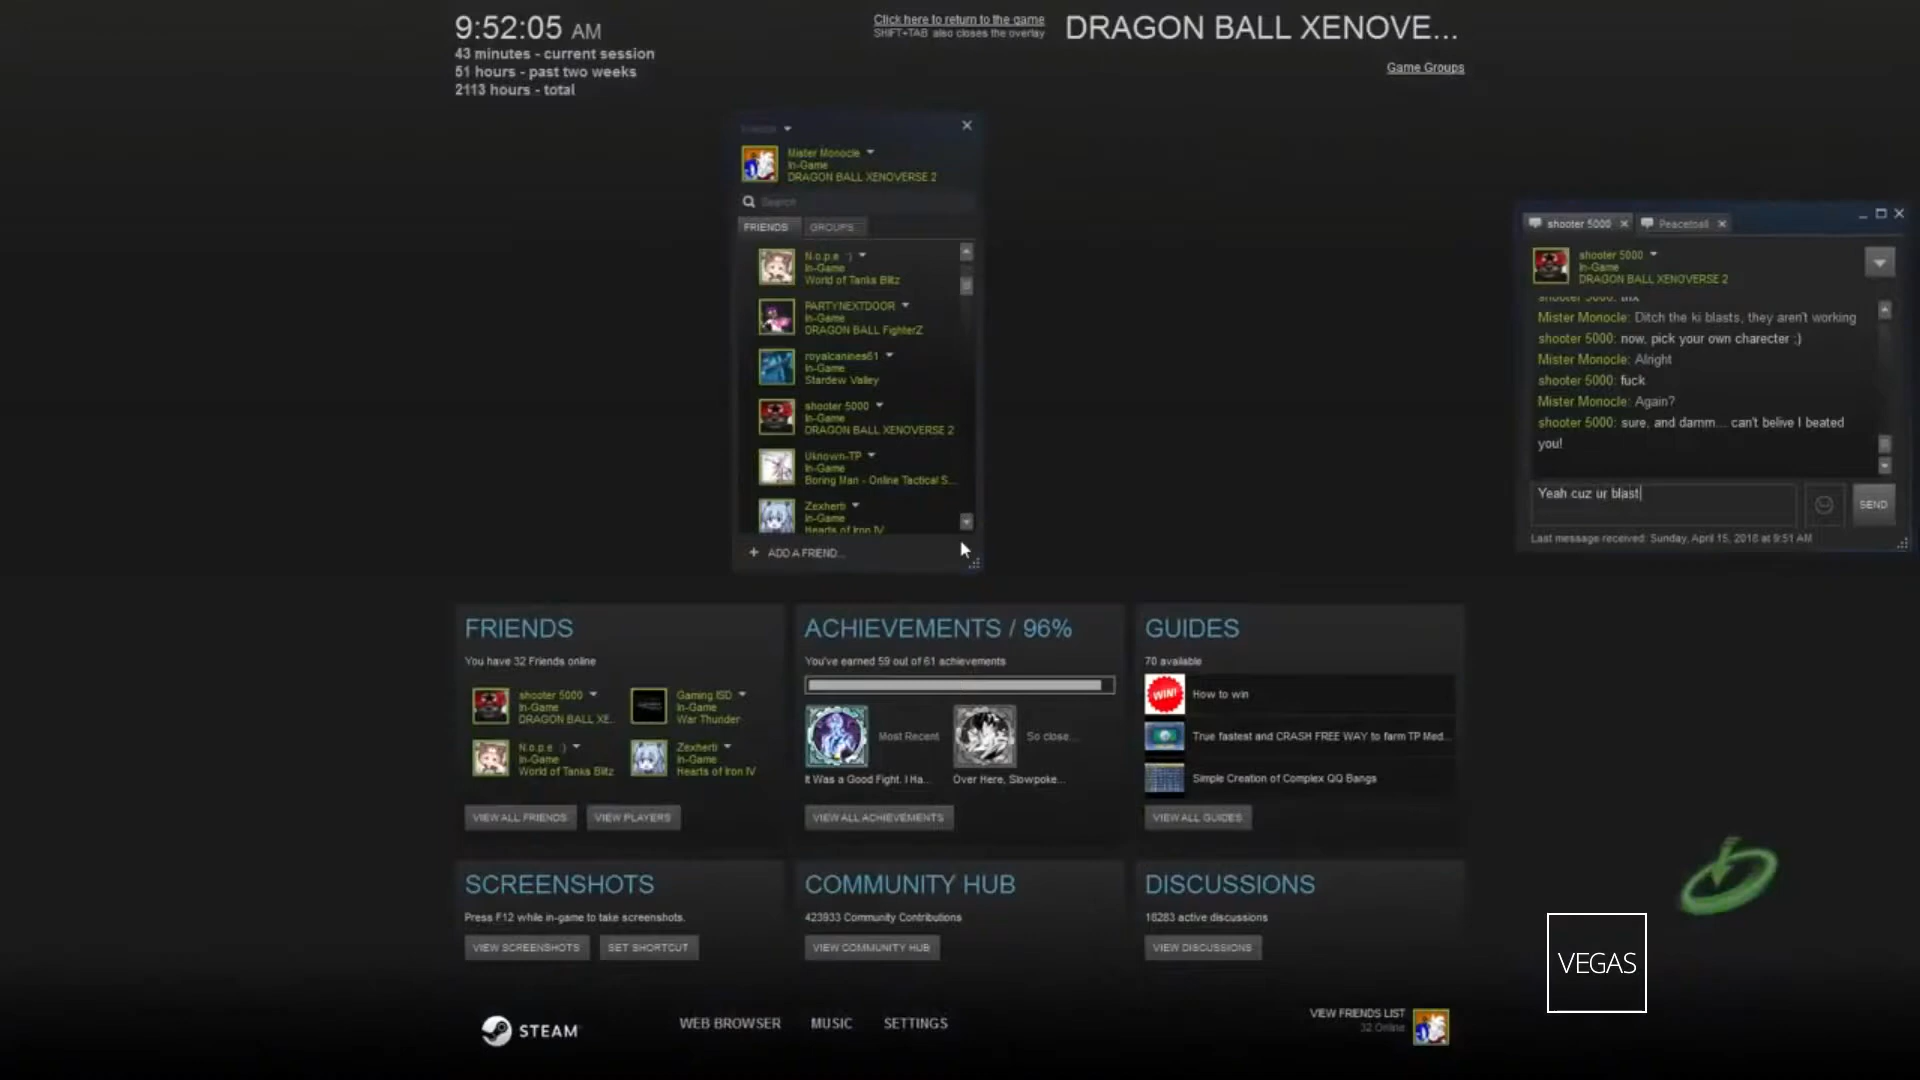 9:52:05 AM
43 minutes - current session
51 hours - past two weeks
2113 hours - total
Click here to return to the game
SHIFT+TAB also closes the overlay
DRAGON BALL XENOVE...
Game Groups
Mister Monocle
In-Game
DRAGON BALL XENOVERSE 2
Search
FRIENDS
GROUPS
N.o.p.e :)
In-Game
World of Tanks Blitz
PARTYNEXTDOOR
In-Game
DRAGON BALL FighterZ
royalcanines61
In-Game
Stardew Valley
shooter 5000
In-Game
DRAGON BALL XENOVERSE 2
Uknown-TP
In-Game
Boring Man - Online Tactical S...
Zexherb
In-Game
Hearts of Iron IV
+ ADD A FRIEND...
shooter 5000
Peacetball
shooter 5000
In-Game
DRAGON BALL XENOVERSE 2
shooter 5000: thx
Mister Monocle: Ditch the ki blasts, they aren't working
shooter 5000: now, pick your own charecter ;)
Mister Monocle: Alright
shooter 5000: fuck
Mister Monocle: Again?
shooter 5000: sure, and damm... can't belive I beated
you!
Yeah cuz ur blast
SEND
Last message received: Sunday, April 15, 2018 at 9:51 AM
FRIENDS
You have 32 Friends online
shooter 5000
In-Game
DRAGON BALL XE...
Gaming ISD
In-Game
War Thunder
N.o.p.e :)
In-Game
World of Tanks Blitz
Zexherb
In-Game
Hearts of Iron IV
VIEW ALL FRIENDS
VIEW PLAYERS
ACHIEVEMENTS / 96%
You've earned 59 out of 61 achievements
Most Recent
So close...
It Was a Good Fight. I Ha...
Over Here, Slowpoke...
VIEW ALL ACHIEVEMENTS
GUIDES
70 available
WIN!
How to win
True fastest and CRASH FREE WAY to farm TP Med...
Simple Creation of Complex QQ Bangs
VIEW ALL GUIDES
SCREENSHOTS
Press F12 while in-game to take screenshots.
VIEW SCREENSHOTS
SET SHORTCUT
COMMUNITY HUB
423933 Community Contributions
VIEW COMMUNITY HUB
DISCUSSIONS
18283 active discussions
VIEW DISCUSSIONS
VEGAS
STEAM
WEB BROWSER
MUSIC
SETTINGS
VIEW FRIENDS LIST
32 Online